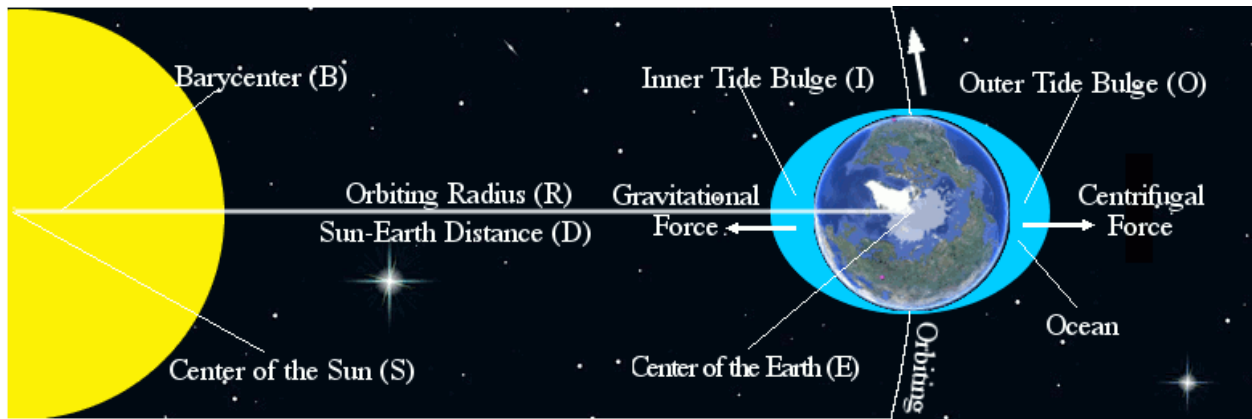 Barycenter (B)
Inner Tide Bulge (I)
Outer Tide Bulge (O)
Orbiting Radius (R)
Sun-Earth Distance (D)
Gravitational
Force
Centrifugal
Force
Center of the Sun (S)
Center of the Earth (E)
Orbiting
Ocean